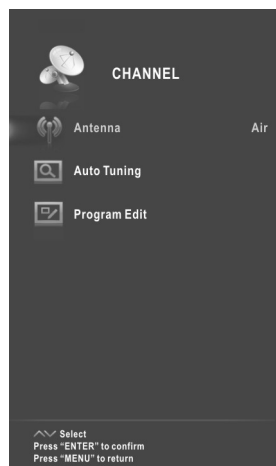 CHANNEL
Antenna Air
Auto Tuning
Program Edit
Select
Press “ENTER” to confirm
Press “MENU” to return